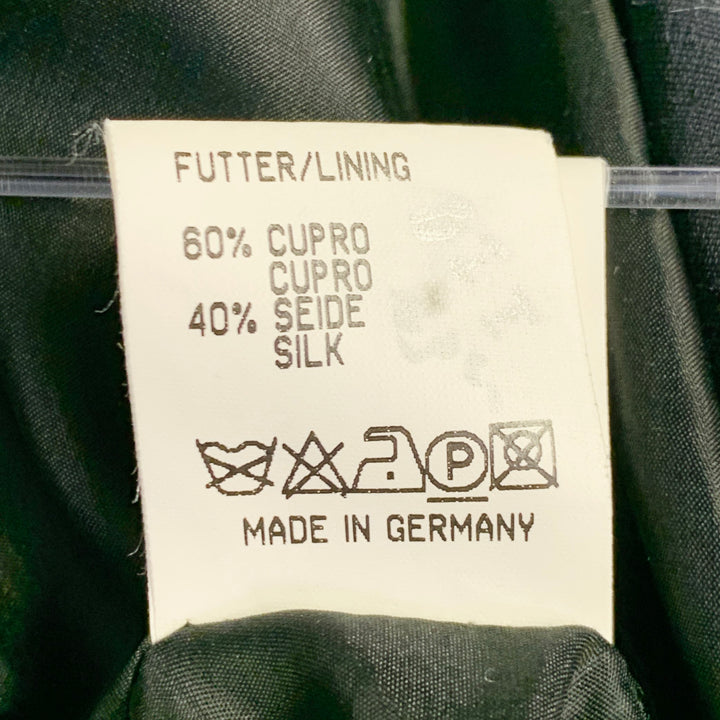 FUTTER/LINING
60% CUPRO
CUPRO
40% SEIDE
SILK
P
MADE IN GERMANY